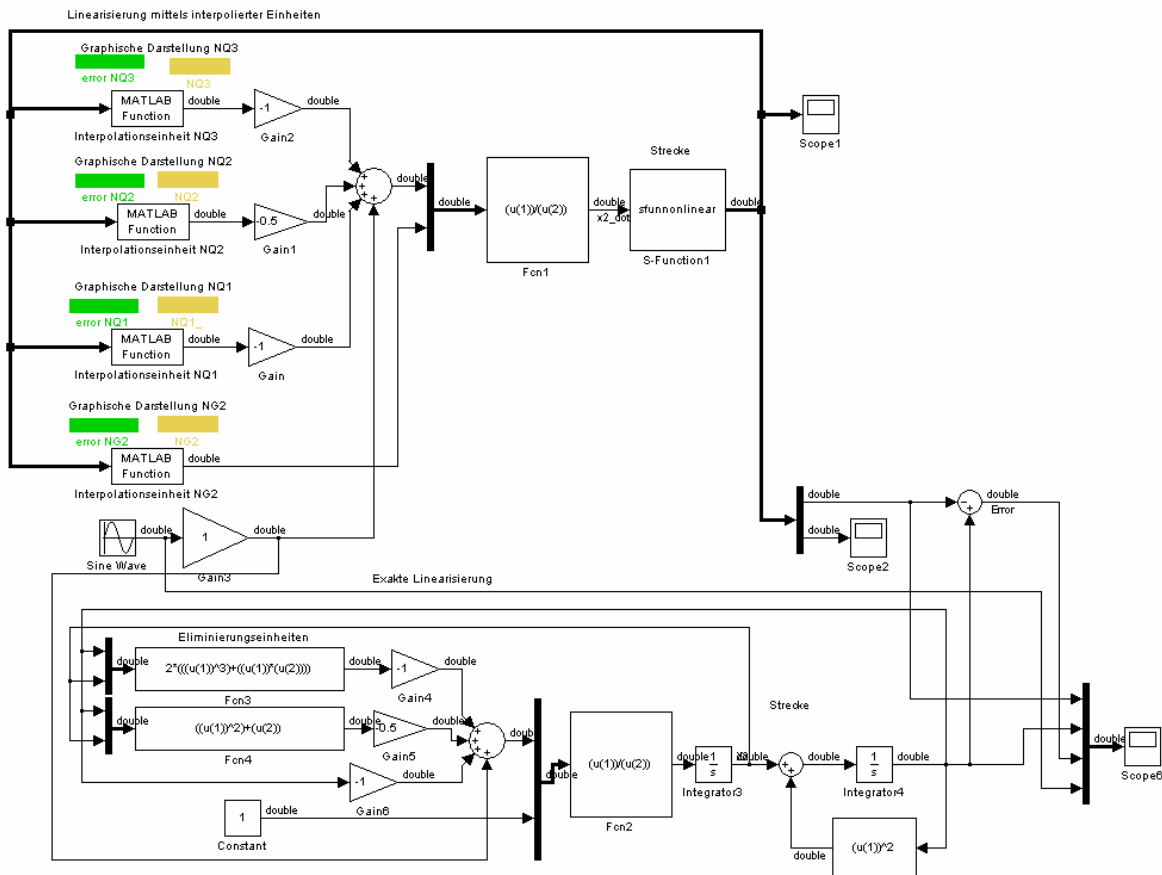 Linearisierung mittels interpolierter Einheiten
Graphische Darstellung NQ3
error NQ3
NQ3
MATLAB
Function
double
-1
double
Interpolationseinheit NQ3
Gain2
Graphische Darstellung NQ2
error NQ2
NQ2
MATLAB
Function
double
-0.5
double
Interpolationseinheit NQ2
Gain1
Graphische Darstellung NQ1
error NQ1
NQ1_
MATLAB
Function
double
-1
double
Interpolationseinheit NQ1
Gain
Graphische Darstellung NG2
error NG2
NG2
MATLAB
Function
double
Interpolationseinheit NG2
double
double
(u(1))/(u(2))
Fcn1
double
x2_dot
Strecke
sfunnonlinear
S-Function1
double
Scope1
double
double
Scope2
double
Error
Sine Wave
double
1
Gain3
double
Exakte Linearisierung
Eliminierungseinheiten
double
2*(((u(1))^3)+((u(1))*(u(2))))
Fcn3
double
-1
Gain4
double
double
((u(1))^2)+(u(2))
Fcn4
double
-0.5
Gain5
double
-1
Gain6
double
1
Constant
double
double
double
(u(1))/(u(2))
Fcn2
double
1
s
Integrator3
double
Strecke
double
1
s
Integrator4
double
(u(1))^2
double
double
Scope6